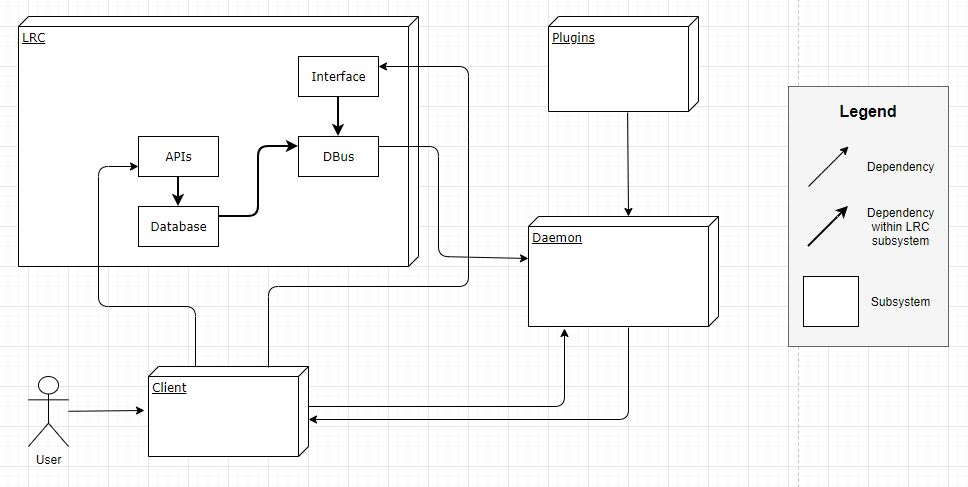 LRC
Plugins
Interface
Legend
APIs
DBus
Dependency
Database
Dependency
within LRC
subsystem
Daemon
Subsystem
Client
User